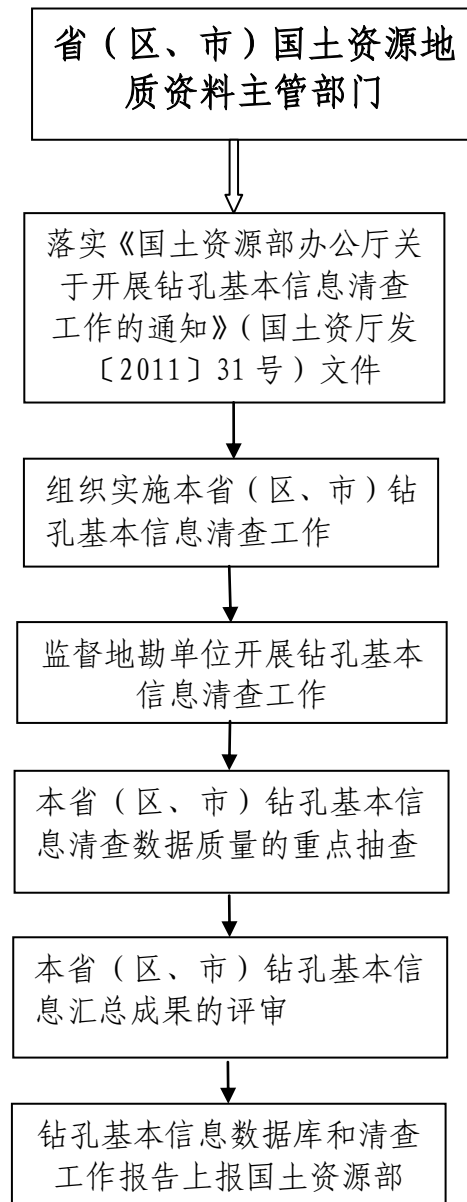 省（区、市）国土资源地
质资料主管部门
落实《国土资源部办公厅关
于开展钻孔基本信息清查
工作的通知》（国土资厅发
〔2011〕31 号）文件
组织实施本省（区、市）钻
孔基本信息清查工作
监督地勘单位开展钻孔基本
信息清查工作
本省（区、市）钻孔基本信
息清查数据质量的重点抽查
本省（区、市）钻孔基本信
息汇总成果的评审
钻孔基本信息数据库和清查
工作报告上报国土资源部